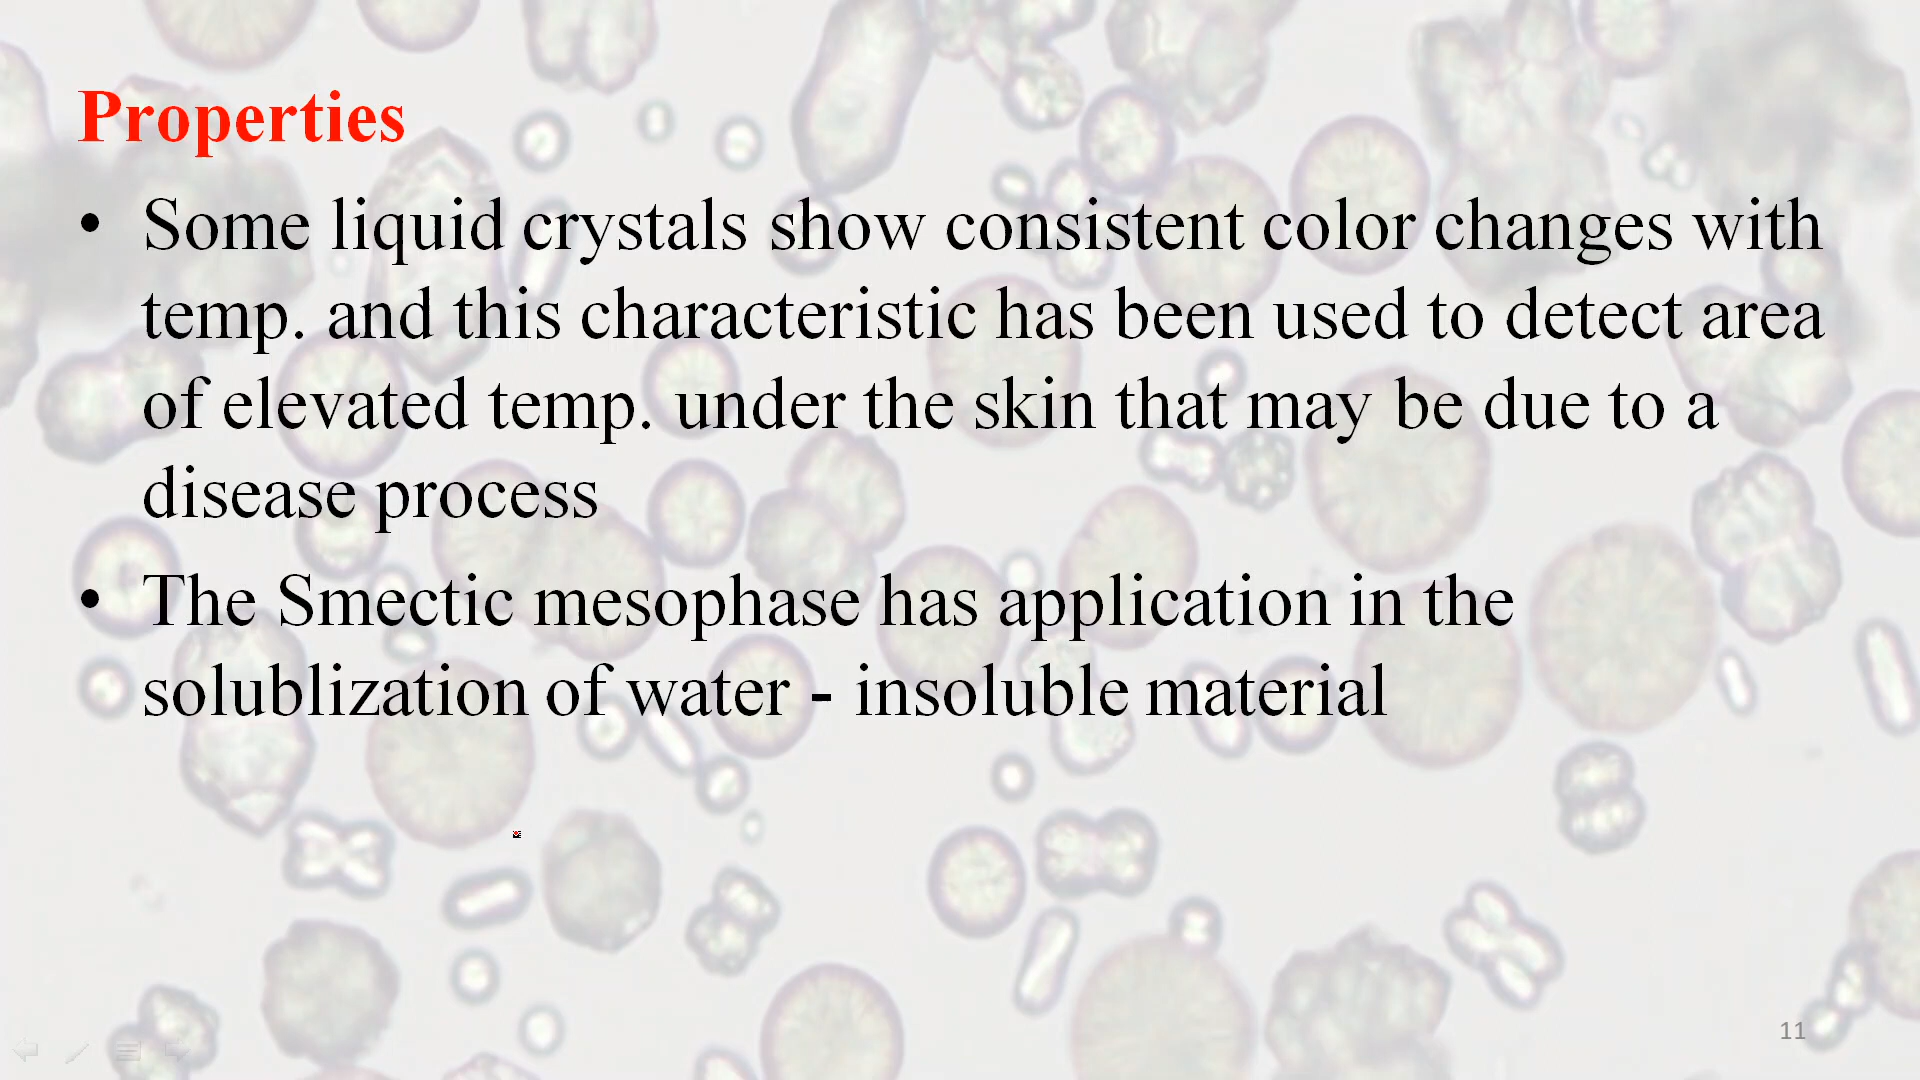 Properties
• Some liquid crystals show consistent color changes with
temp. and this characteristic has been used to detect area
of elevated temp. under the skin that may be due to a
disease process
• The Smectic mesophase has application in the
solublization of water - insoluble material
11